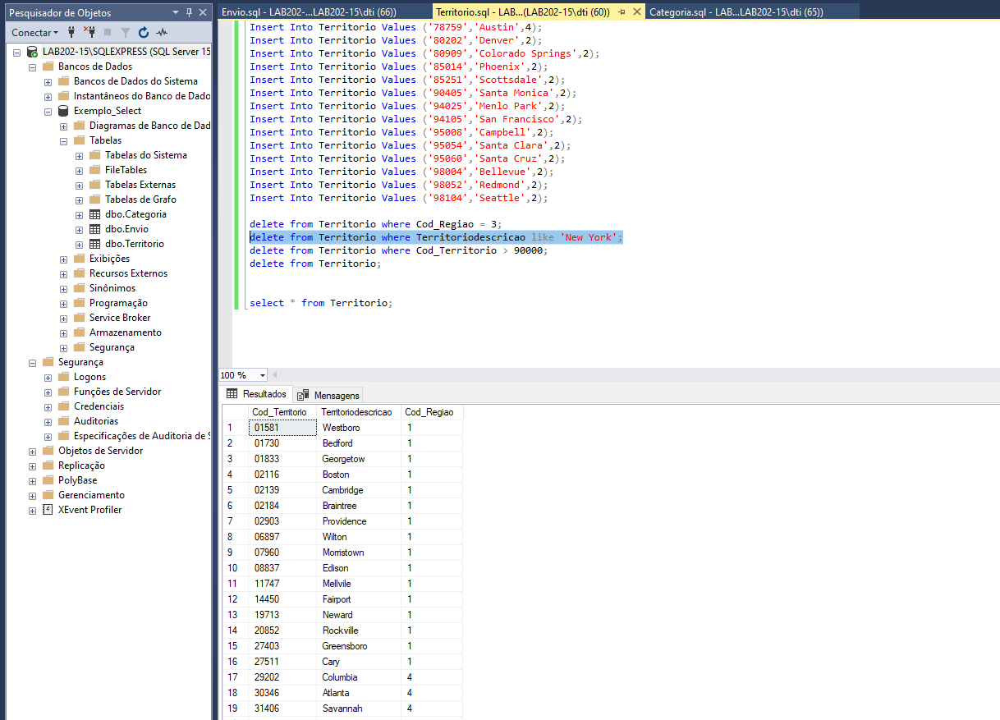 Pesquisador de Objetos
Conectar
LAB202-15\SQLEXPRESS (SQL Server 15
Bancos de Dados
Bancos de Dados do Sistema
Instantâneos do Banco de Dado
Exemplo_Select
Diagramas de Banco de Dad
Tabelas
Tabelas do Sistema
FileTables
Tabelas Externas
Tabelas de Grafo
dbo.Categoria
dbo.Envio
dbo.Territorio
Exibições
Recursos Externos
Sinônimos
Programação
Service Broker
Armazenamento
Segurança
Segurança
Logons
Funções de Servidor
Credenciais
Auditorias
Especificações de Auditoria de S
Objetos de Servidor
Replicação
PolyBase
Gerenciamento
XEvent Profiler
Envio.sql - LAB202-...LAB202-15\dti (66))
Territorio.sql - LAB...(LAB202-15\dti (60))
Categoria.sql - LAB...LAB202-15\dti (65))
Insert Into Territorio Values ('78759','Austin',4);
Insert Into Territorio Values ('80202','Denver',2);
Insert Into Territorio Values ('80909','Colorado Springs',2);
Insert Into Territorio Values ('85014','Phoenix',2);
Insert Into Territorio Values ('85251','Scottsdale',2);
Insert Into Territorio Values ('90405','Santa Monica',2);
Insert Into Territorio Values ('94025','Menlo Park',2);
Insert Into Territorio Values ('94105','San Francisco',2);
Insert Into Territorio Values ('95008','Campbell',2);
Insert Into Territorio Values ('95054','Santa Clara',2);
Insert Into Territorio Values ('95060','Santa Cruz',2);
Insert Into Territorio Values ('98004','Bellevue',2);
Insert Into Territorio Values ('98052','Redmond',2);
Insert Into Territorio Values ('98104','Seattle',2);
delete from Territorio where Cod_Regiao = 3;
delete from Territorio where Territoriodescricao like 'New York';
delete from Territorio where Cod_Territorio > 90000;
delete from Territorio;
select * from Territorio;
100 %
Resultados Mensagens
Cod_Territorio Territoriodescricao Cod_Regiao
1 01581 Westboro 1
2 01730 Bedford 1
3 01833 Georgetow 1
4 02116 Boston 1
5 02139 Cambridge 1
6 02184 Braintree 1
7 02903 Providence 1
8 06897 Wilton 1
9 07960 Morristown 1
10 08837 Edison 1
11 11747 Mellvile 1
12 14450 Fairport 1
13 19713 Neward 1
14 20852 Rockville 1
15 27403 Greensboro 1
16 27511 Cary 1
17 29202 Columbia 4
18 30346 Atlanta 4
19 31406 Savannah 4